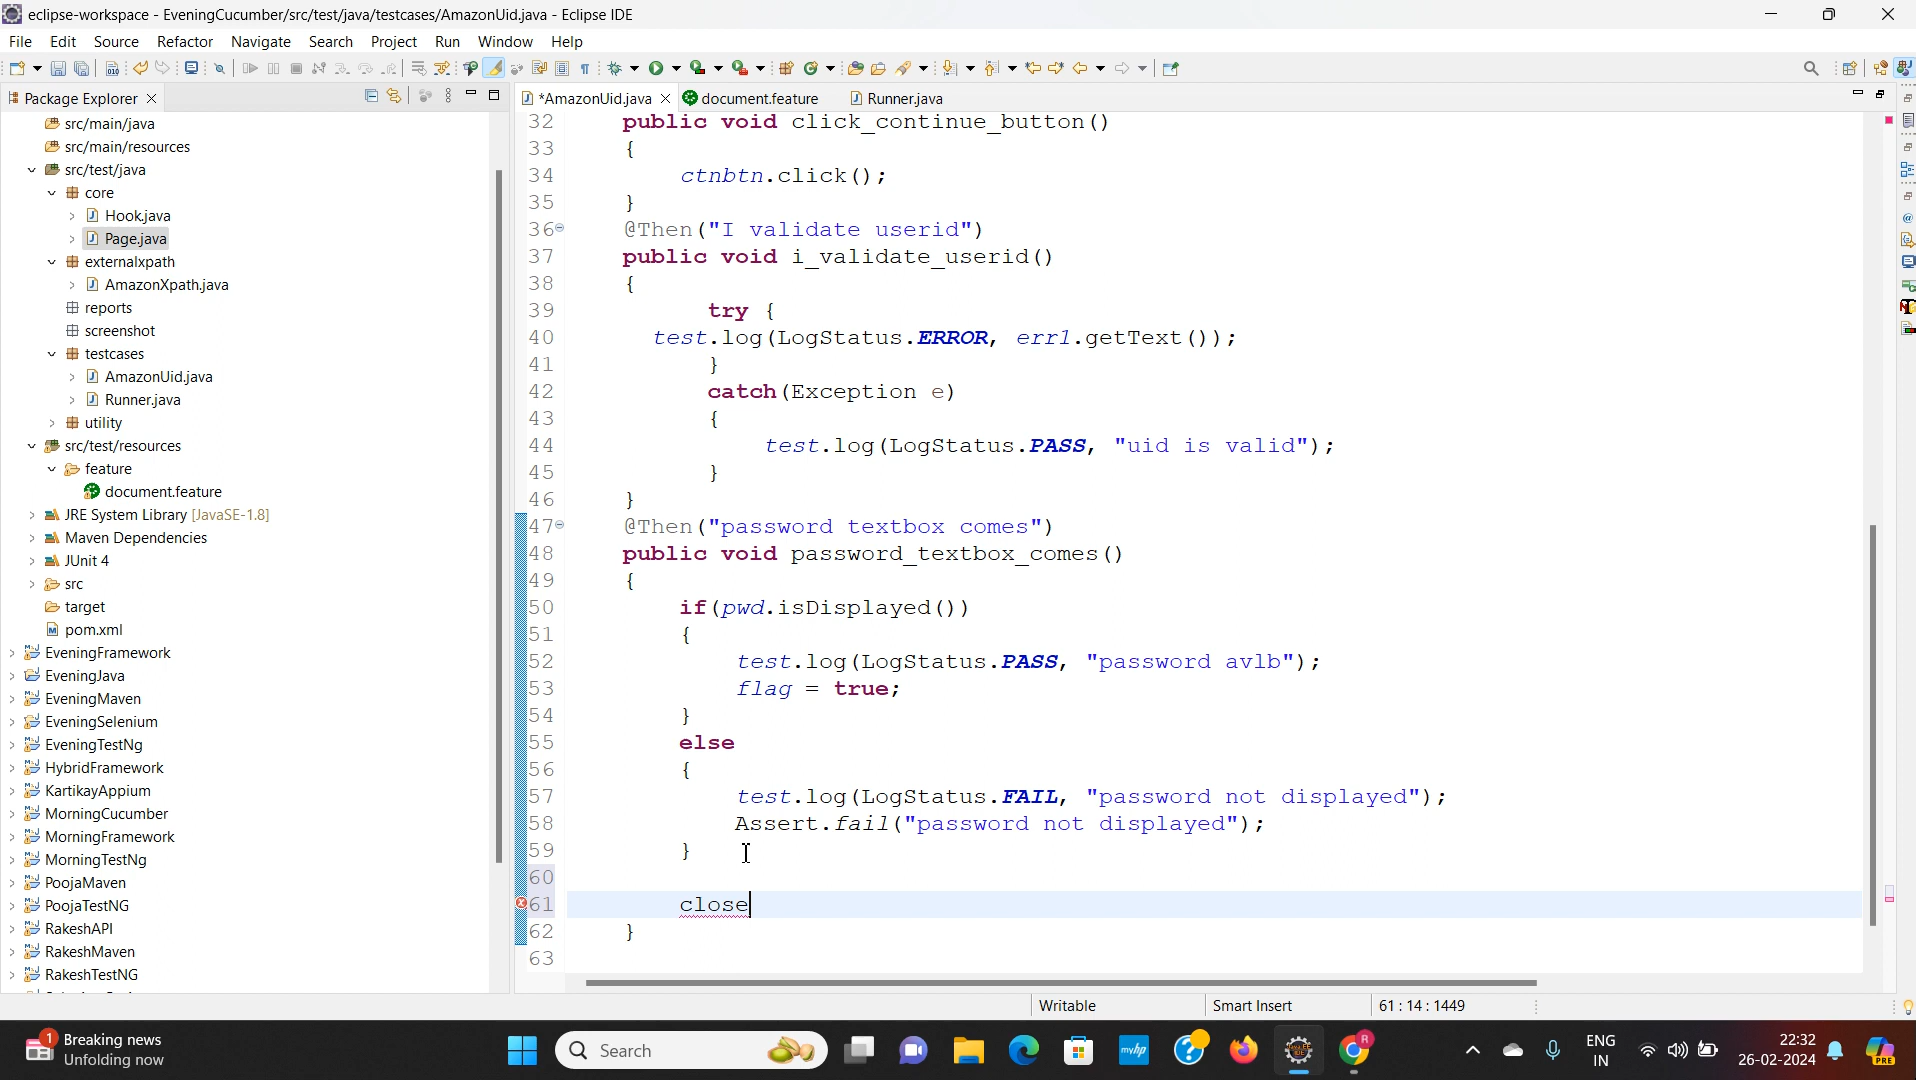 eclipse-workspace - EveningCucumber/src/test/java/testcases/AmazonUid.java - Eclipse IDE
File Edit Source Refactor Navigate Search Project Run Window Help
Package Explorer
*AmazonUid.java document.feature Runner.java
src/main/java
src/main/resources
src/test/java
core
Hook.java
Page.java
externalxpath
AmazonXpath.java
reports
screenshot
testcases
AmazonUid.java
Runner.java
utility
src/test/resources
feature
document.feature
JRE System Library [JavaSE-1.8]
Maven Dependencies
JUnit 4
src
target
pom.xml
EveningFramework
EveningJava
EveningMaven
EveningSelenium
EveningTestNg
HybridFramework
KartikayAppium
MorningCucumber
MorningFramework
MorningTestNg
PoojaMaven
PoojaTestNG
RakeshAPI
RakeshMaven
RakeshTestNG
32 public void click_continue_button()
33 {
34 ctnbtn.click();
35 }
36 @Then("I validate userid")
37 public void i_validate_userid()
38 {
39 try {
40 test.log(LogStatus.ERROR, err1.getText());
41 }
42 catch(Exception e)
43 {
44 test.log(LogStatus.PASS, "uid is valid");
45 }
46 }
47 @Then("password textbox comes")
48 public void password_textbox_comes()
49 {
50 if(pwd.isDisplayed())
51 {
52 test.log(LogStatus.PASS, "password avlb");
53 flag = true;
54 }
55 else
56 {
57 test.log(LogStatus.FAIL, "password not displayed");
58 Assert.fail("password not displayed");
59 }
60
61 close
62 }
63
Writable Smart Insert 61 : 14 : 1449
1 Breaking news
Unfolding now
Search
myhp
R
ENG
IN
22:32
26-02-2024
PRE